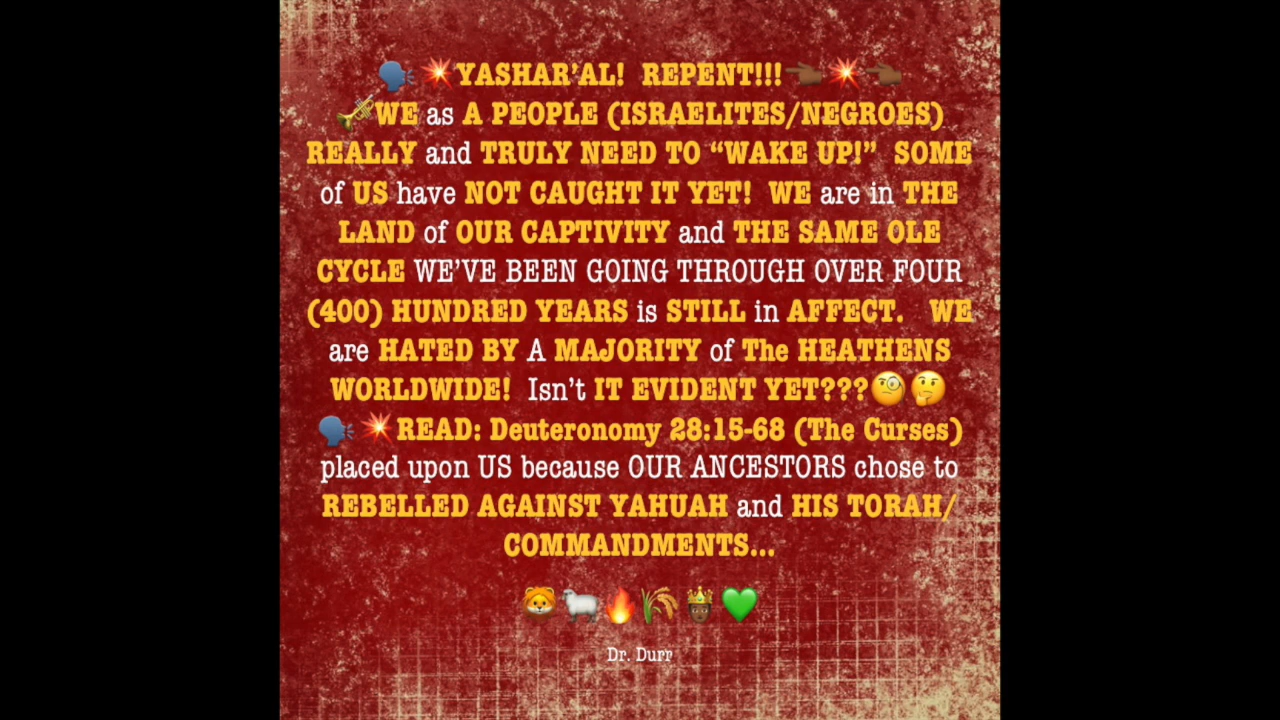 🗣💥YASHAR'AL! REPENT!!!👈🏾💥👈🏾
🎺WE as A PEOPLE (ISRAELITES/NEGROES)
REALLY and TRULY NEED TO “WAKE UP!” SOME
of US have NOT CAUGHT IT YET! WE are in THE
LAND of OUR CAPTIVITY and THE SAME OLE
CYCLE WE'VE BEEN GOING THROUGH OVER FOUR
(400) HUNDRED YEARS is STILL in AFFECT. WE
are HATED BY A MAJORITY of The HEATHENS
WORLDWIDE! Isn't IT EVIDENT YET???🧐🤔
🗣💥READ: Deuteronomy 28:15-68 (The Curses)
placed upon US because OUR ANCESTORS chose to
REBELLED AGAINST YAHUAH and HIS TORAH/
COMMANDMENTS...
🦁🐑🔥🌾🤴🏾💚
Dr. Durr